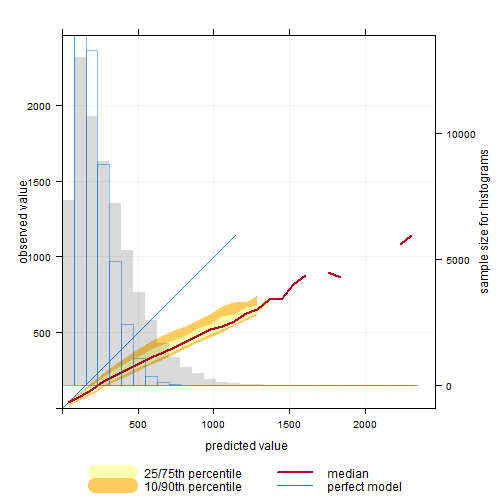 2000
1500
1000
500
observed value
10000
5000
0
sample size for histograms
500 1000 1500 2000
predicted value
25/75th percentile median
10/90th percentile perfect model